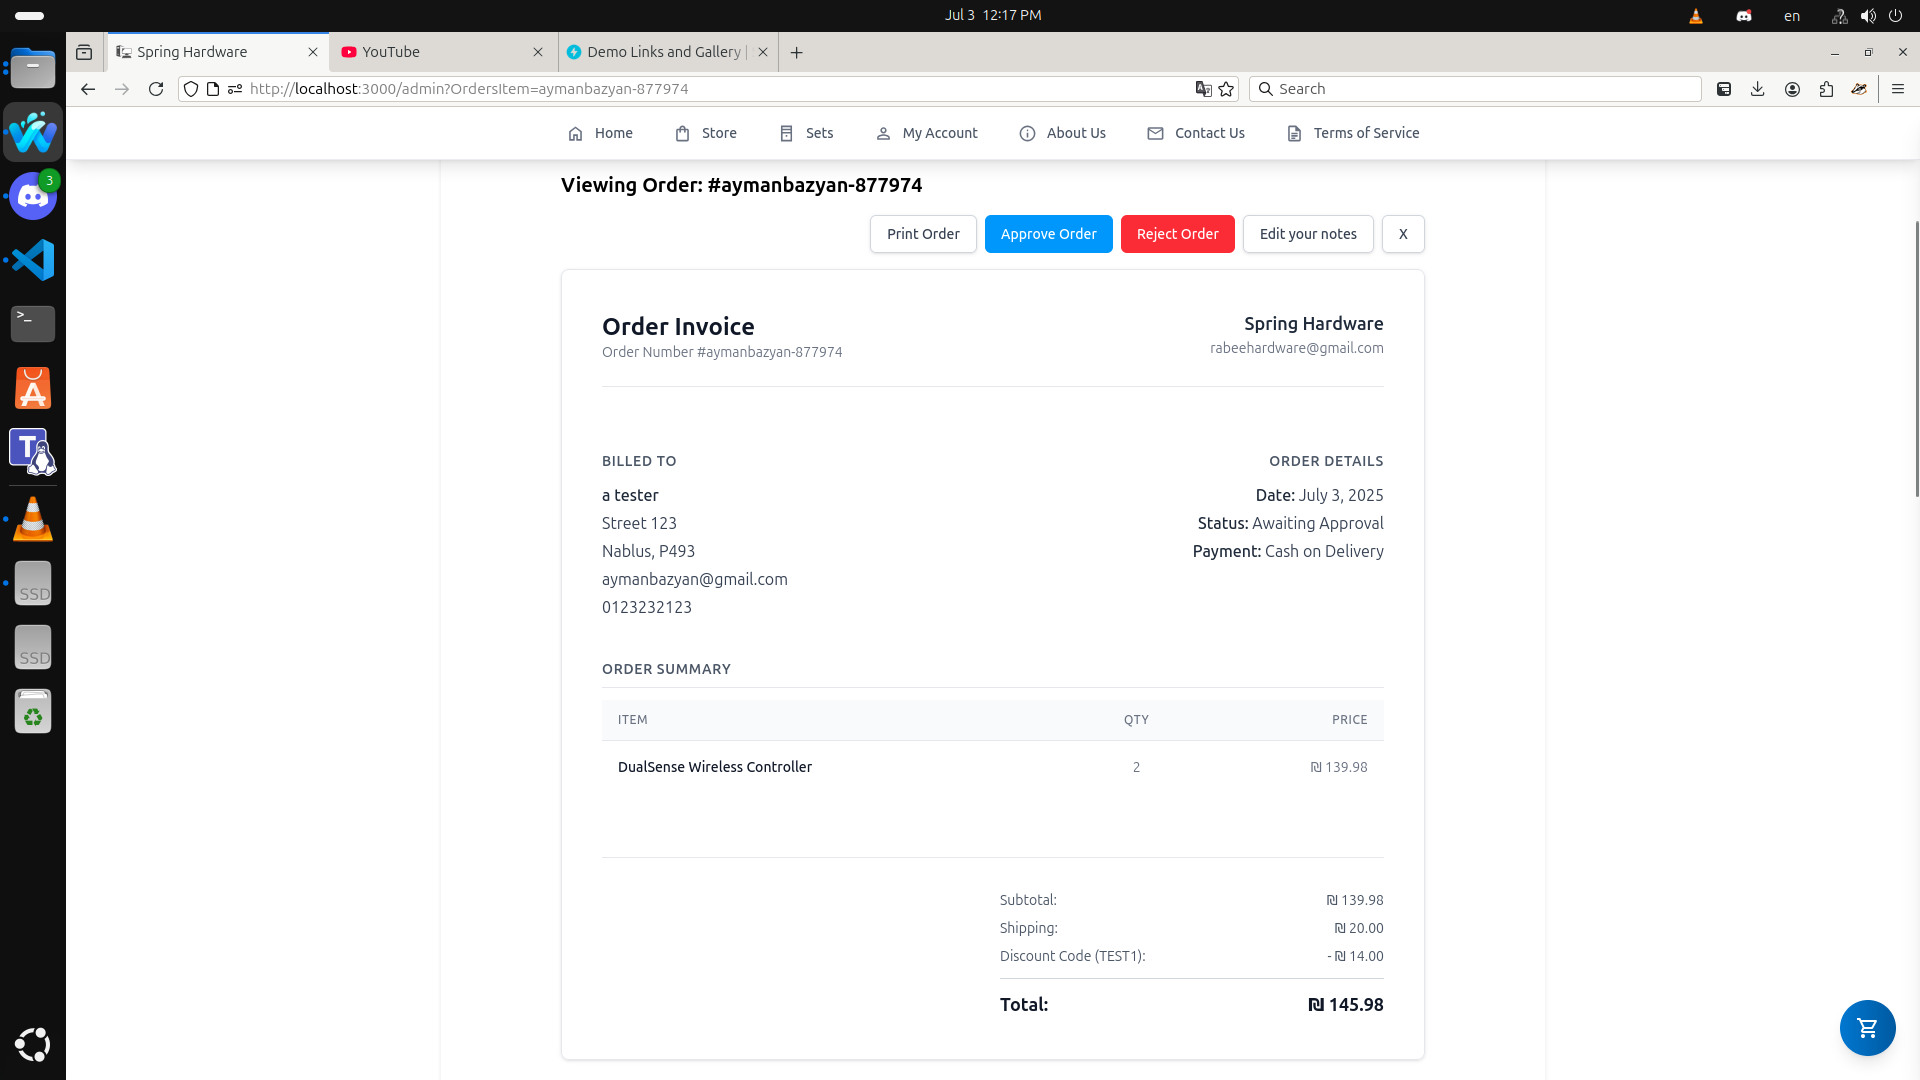 Jul 3 12:17 PM
en
Spring Hardware
YouTube
Demo Links and Gallery |
http://localhost:3000/admin?OrdersItem=aymanbazyan-877974
Search
Home
Store
Sets
My Account
About Us
Contact Us
Terms of Service
3
Viewing Order: #aymanbazyan-877974
Print Order
Approve Order
Reject Order
Edit your notes
X
Order Invoice
Order Number #aymanbazyan-877974
Spring Hardware
rabeehardware@gmail.com
BILLED TO
a tester
Street 123
Nablus, P493
aymanbazyan@gmail.com
0123232123
ORDER DETAILS
Date: July 3, 2025
Status: Awaiting Approval
Payment: Cash on Delivery
ORDER SUMMARY
ITEM QTY PRICE
DualSense Wireless Controller 2 ₪ 139.98
Subtotal: ₪ 139.98
Shipping: ₪ 20.00
Discount Code (TEST1): - ₪ 14.00
Total: ₪ 145.98
>_
A
T
SSD
SSD